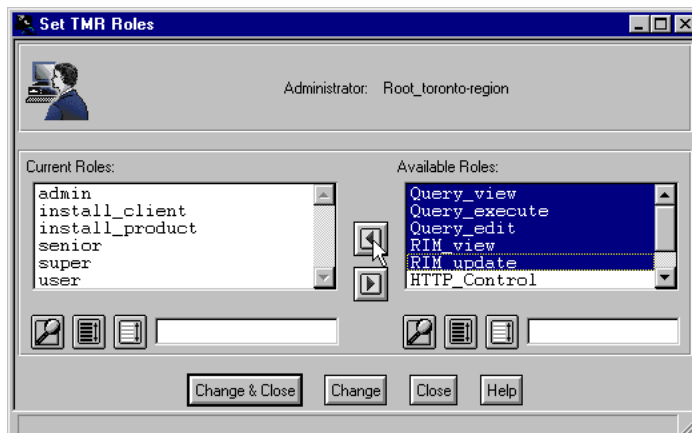 Set TMR Roles
Administrator: Root_toronto-region
Current Roles:
admin
install_client
install_product
senior
super
user
Available Roles:
Query_view
Query_execute
Query_edit
RIM_view
RIM_update
HTTP_Control
Change & Close
Change
Close
Help